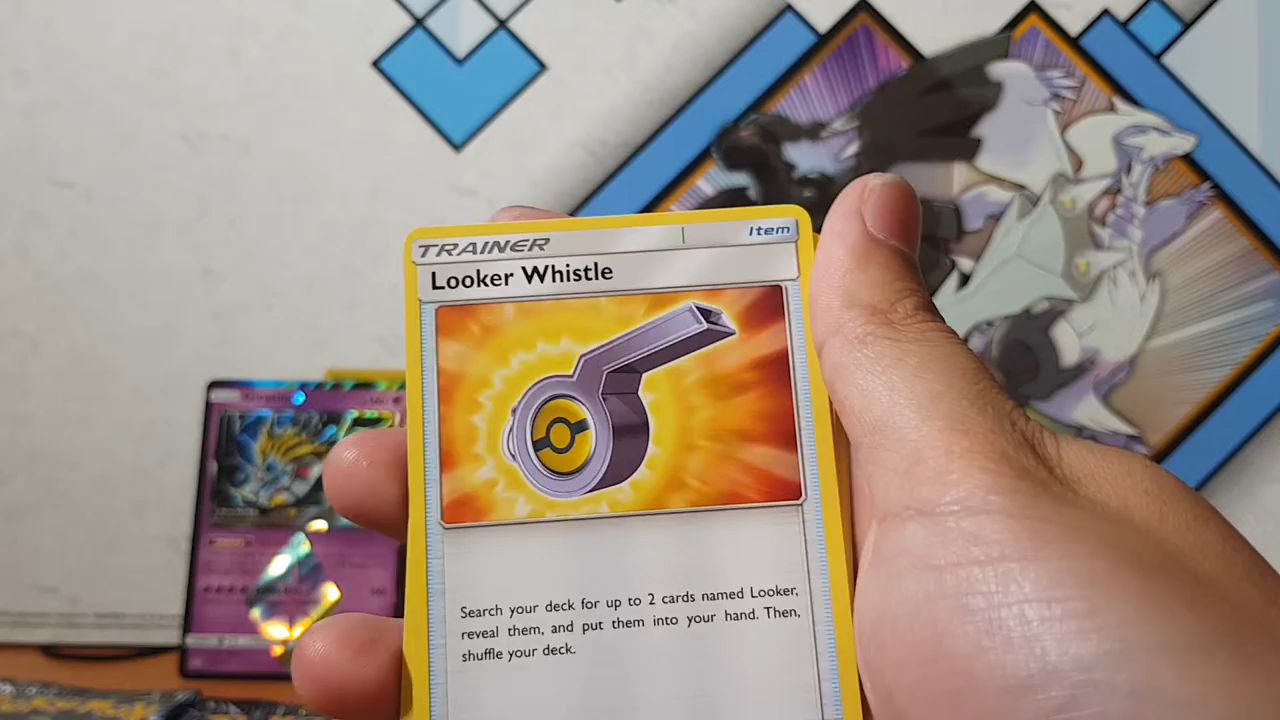 TRAINER
Item
Looker Whistle
Search your deck for up to 2 cards named Looker,
reveal them, and put them into your hand. Then,
shuffle your deck.